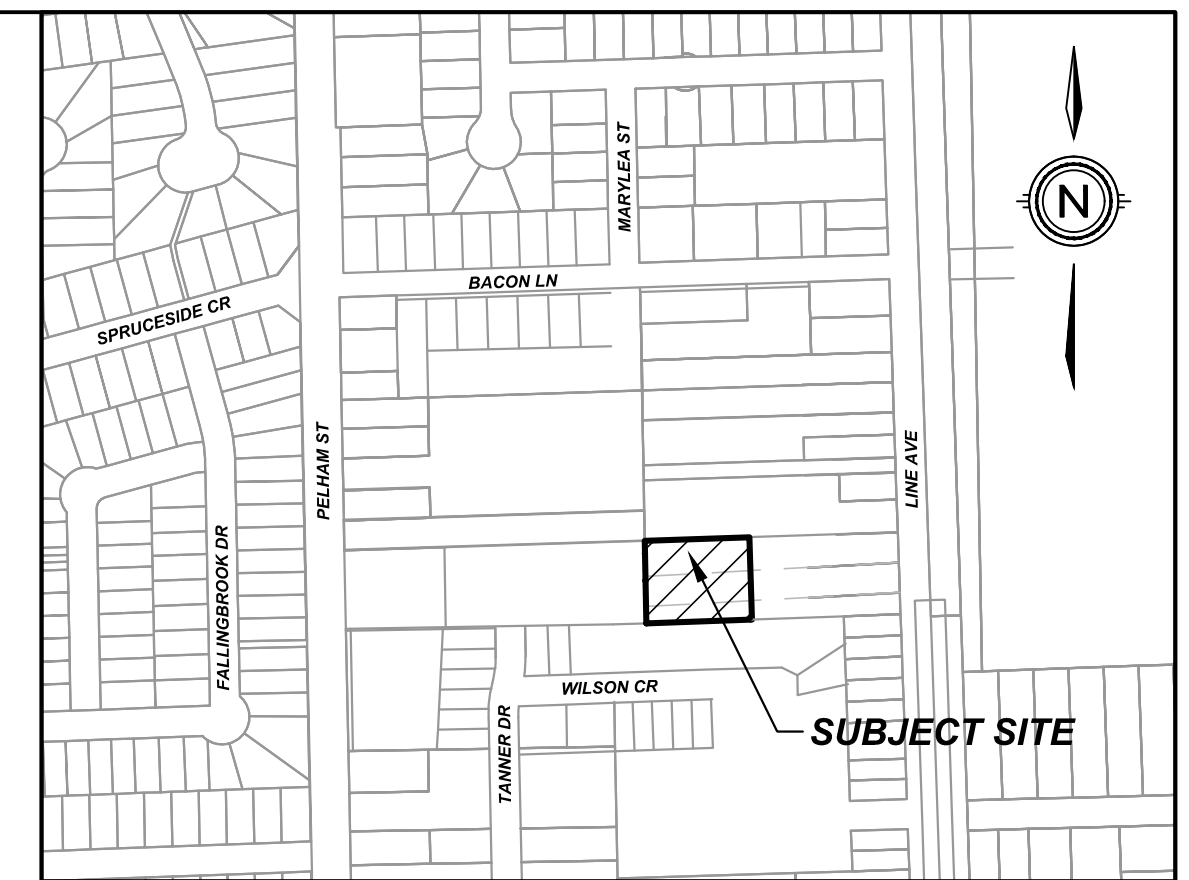 MARYLEA ST
N
BACON LN
SPRUCESIDE CR
PELHAM ST
LINE AVE
FALLINGBROOK DR
WILSON CR
TANNER DR
SUBJECT SITE